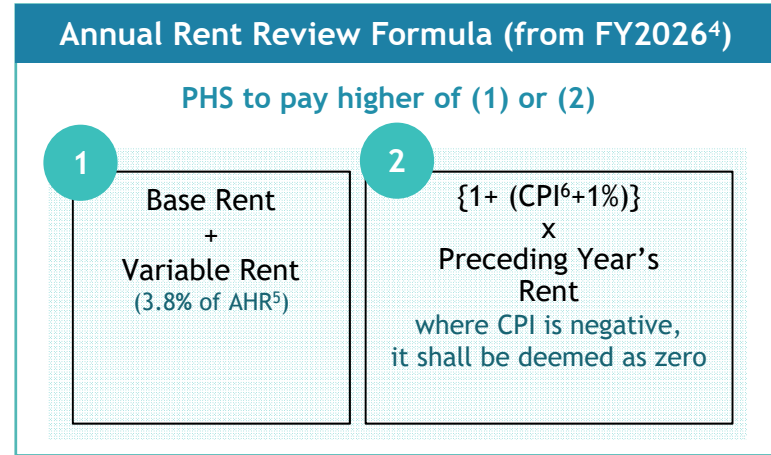 Annual Rent Review Formula (from FY2026⁴)
PHS to pay higher of (1) or (2)
1
Base Rent
+
Variable Rent
(3.8% of AHR⁵)
2
{1+ (CPI⁶+1%)}
x
Preceding Year’s
Rent
where CPI is negative,
it shall be deemed as zero